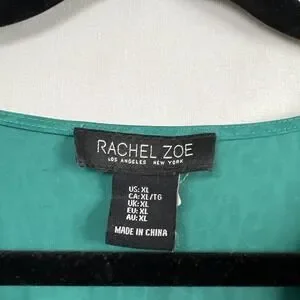 RACHEL ZOE
LOS ANGELES NEW YORK
US: XL
CA: XL/TG
UK: XL
EU: XL
AU: XL
MADE IN CHINA